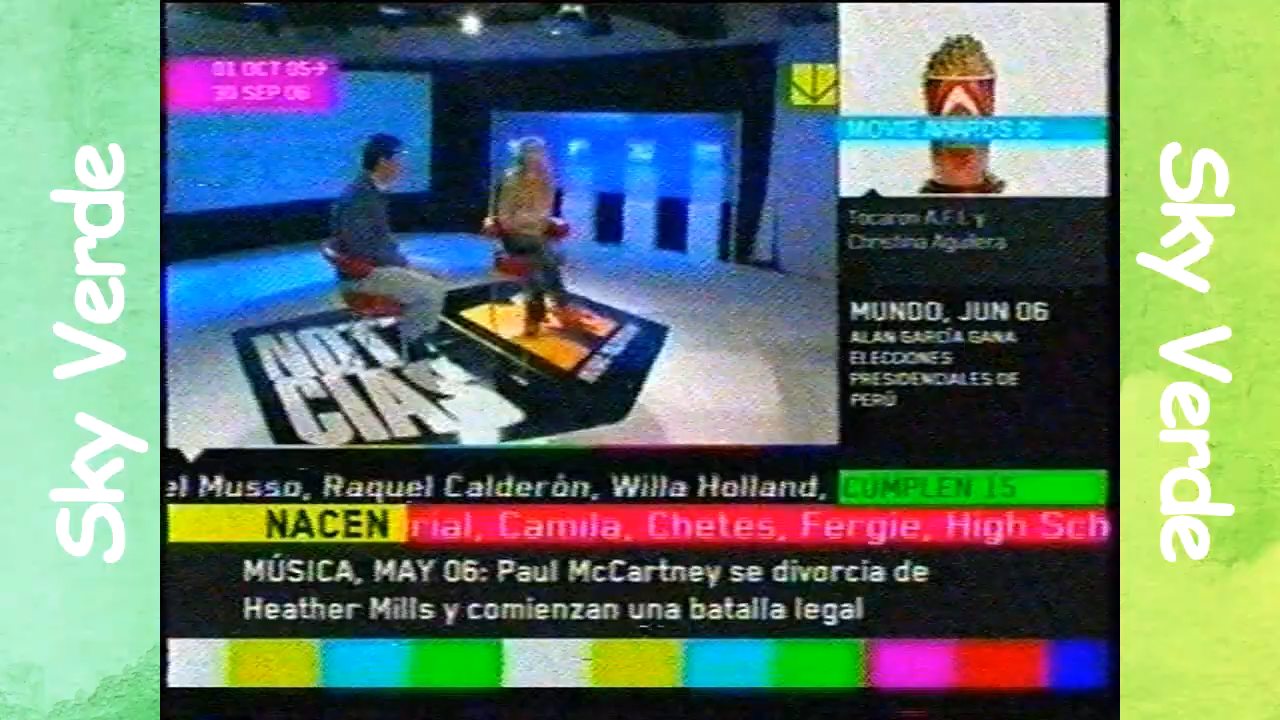 Sky Verde
01 OCT 05→
30 SEP 06
MOVIE AWARDS 06
Tocaron A.F.I. y
Christina Aguilera
MUNDO, JUN 06
ALAN GARCÍA GANA
ELECCIONES
PRESIDENCIALES DE
PERÚ
NOTI
CIAS
el Musso, Raquel Calderón, Willa Holland, CUMPLEN 15
NACEN rial, Camila, Chetes, Fergie, High Sch
MÚSICA, MAY 06: Paul McCartney se divorcia de
Heather Mills y comienzan una batalla legal
Sky Verde